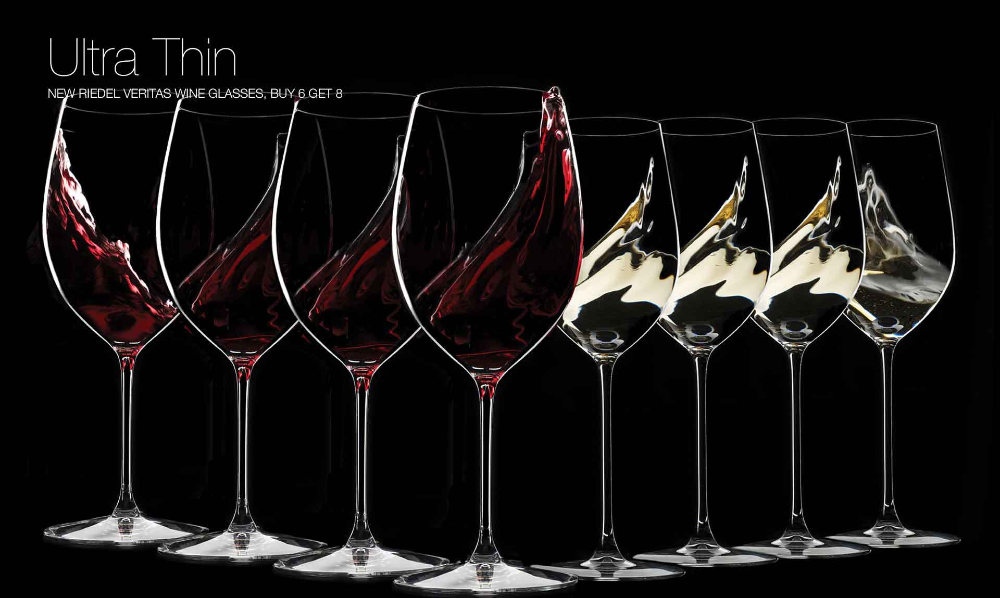 Ultra Thin
NEW RIEDEL VERITAS WINE GLASSES, BUY 6 GET 8